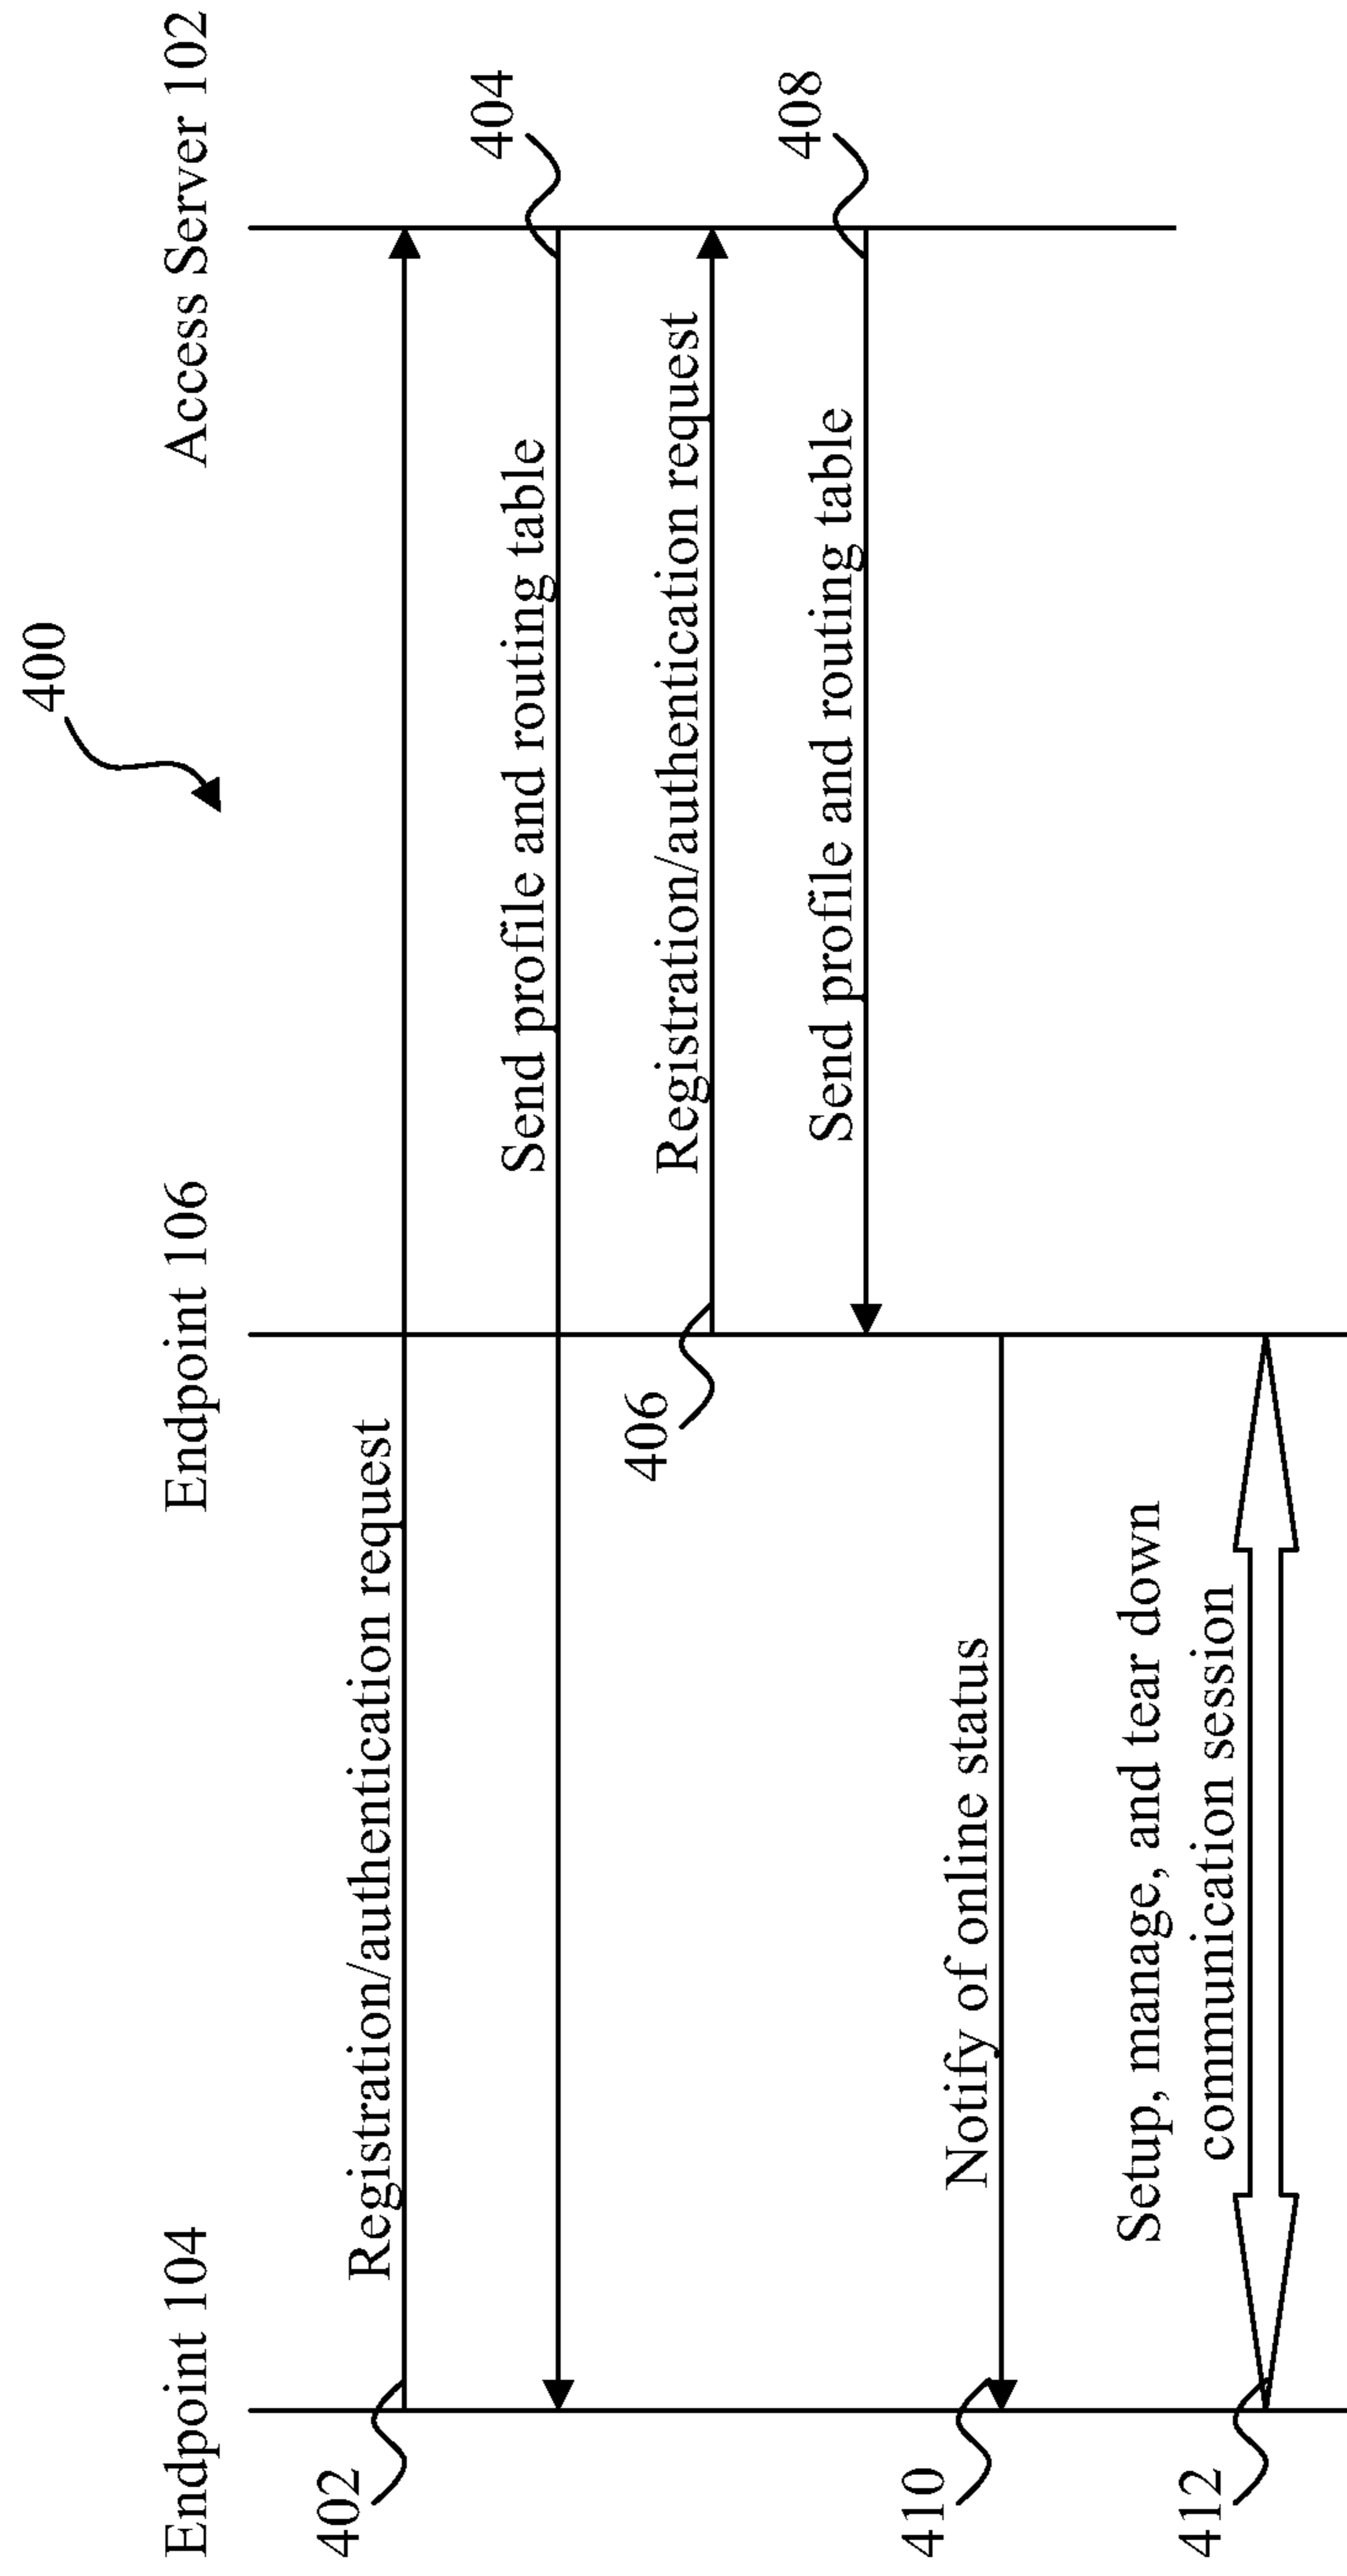 400
Endpoint 104
Endpoint 106
Access Server 102
402
Registration/authentication request
404
Send profile and routing table
406
Registration/authentication request
408
Send profile and routing table
410
Notify of online status
412
Setup, manage, and tear down
communication session